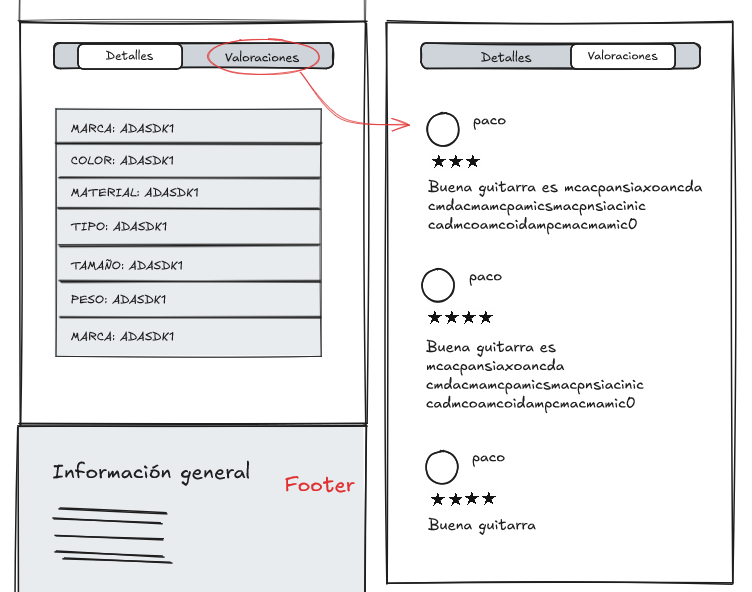 Detalles
Valoraciones
MARCA: ADASDK1
COLOR: ADASDK1
MATERIAL: ADASDK1
TIPO: ADASDK1
TAMAÑO: ADASDK1
PESO: ADASDK1
MARCA: ADASDK1
Información general
Footer
Detalles
Valoraciones
paco
★★★
Buena guitarra es mcacpansiaxoancda
cmdacmamcpamicsmacpnsiacinic
cadmcoamcoidampcmacmamic0
paco
★★★★
Buena guitarra es
mcacpansiaxoancda
cmdacmamcpamicsmacpnsiacinic
cadmcoamcoidampcmacmamic0
paco
★★★★
Buena guitarra